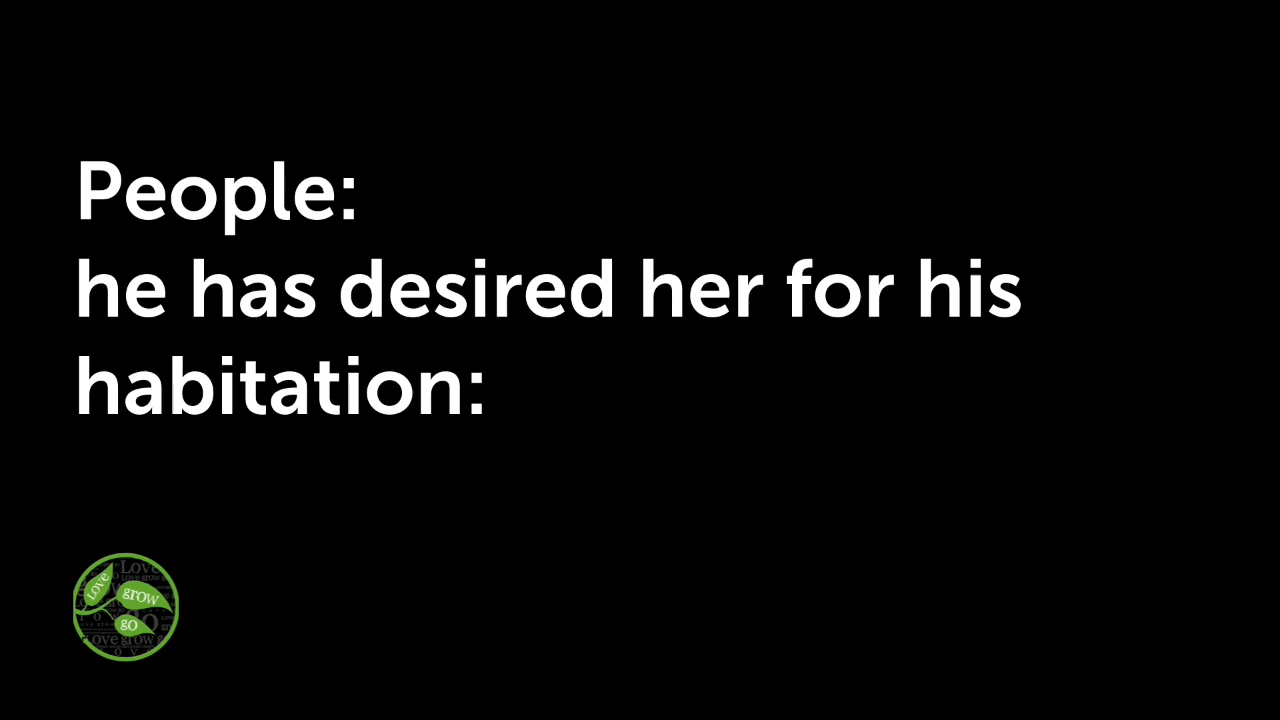 People:
he has desired her for his
habitation:
Love
grow
go